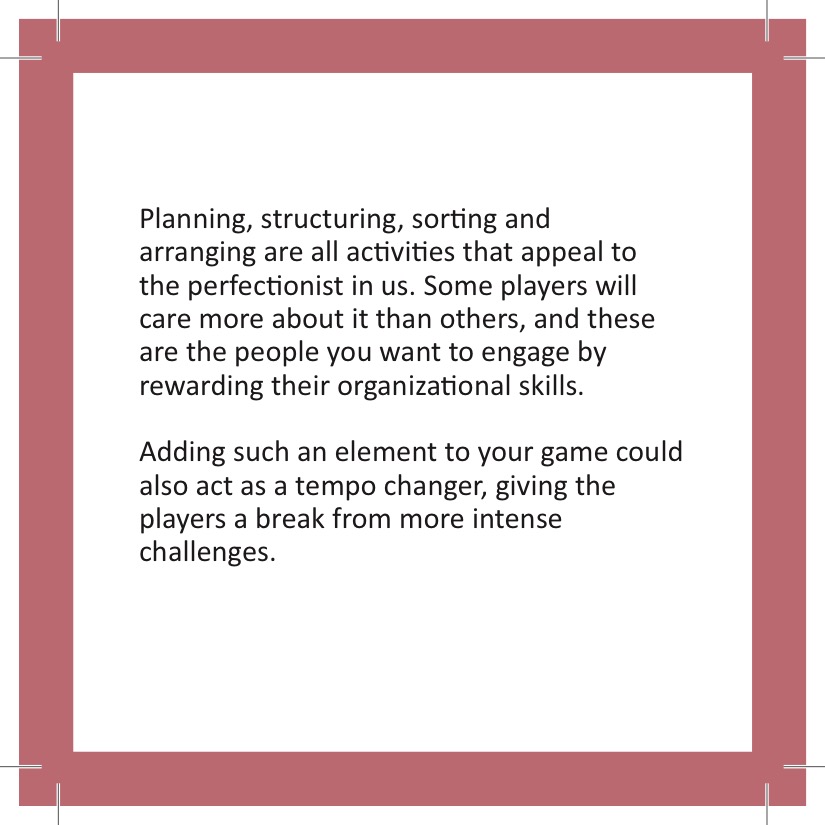 Planning, structuring, sorting and
arranging are all activities that appeal to
the perfectionist in us. Some players will
care more about it than others, and these
are the people you want to engage by
rewarding their organizational skills.

Adding such an element to your game could
also act as a tempo changer, giving the
players a break from more intense
challenges.